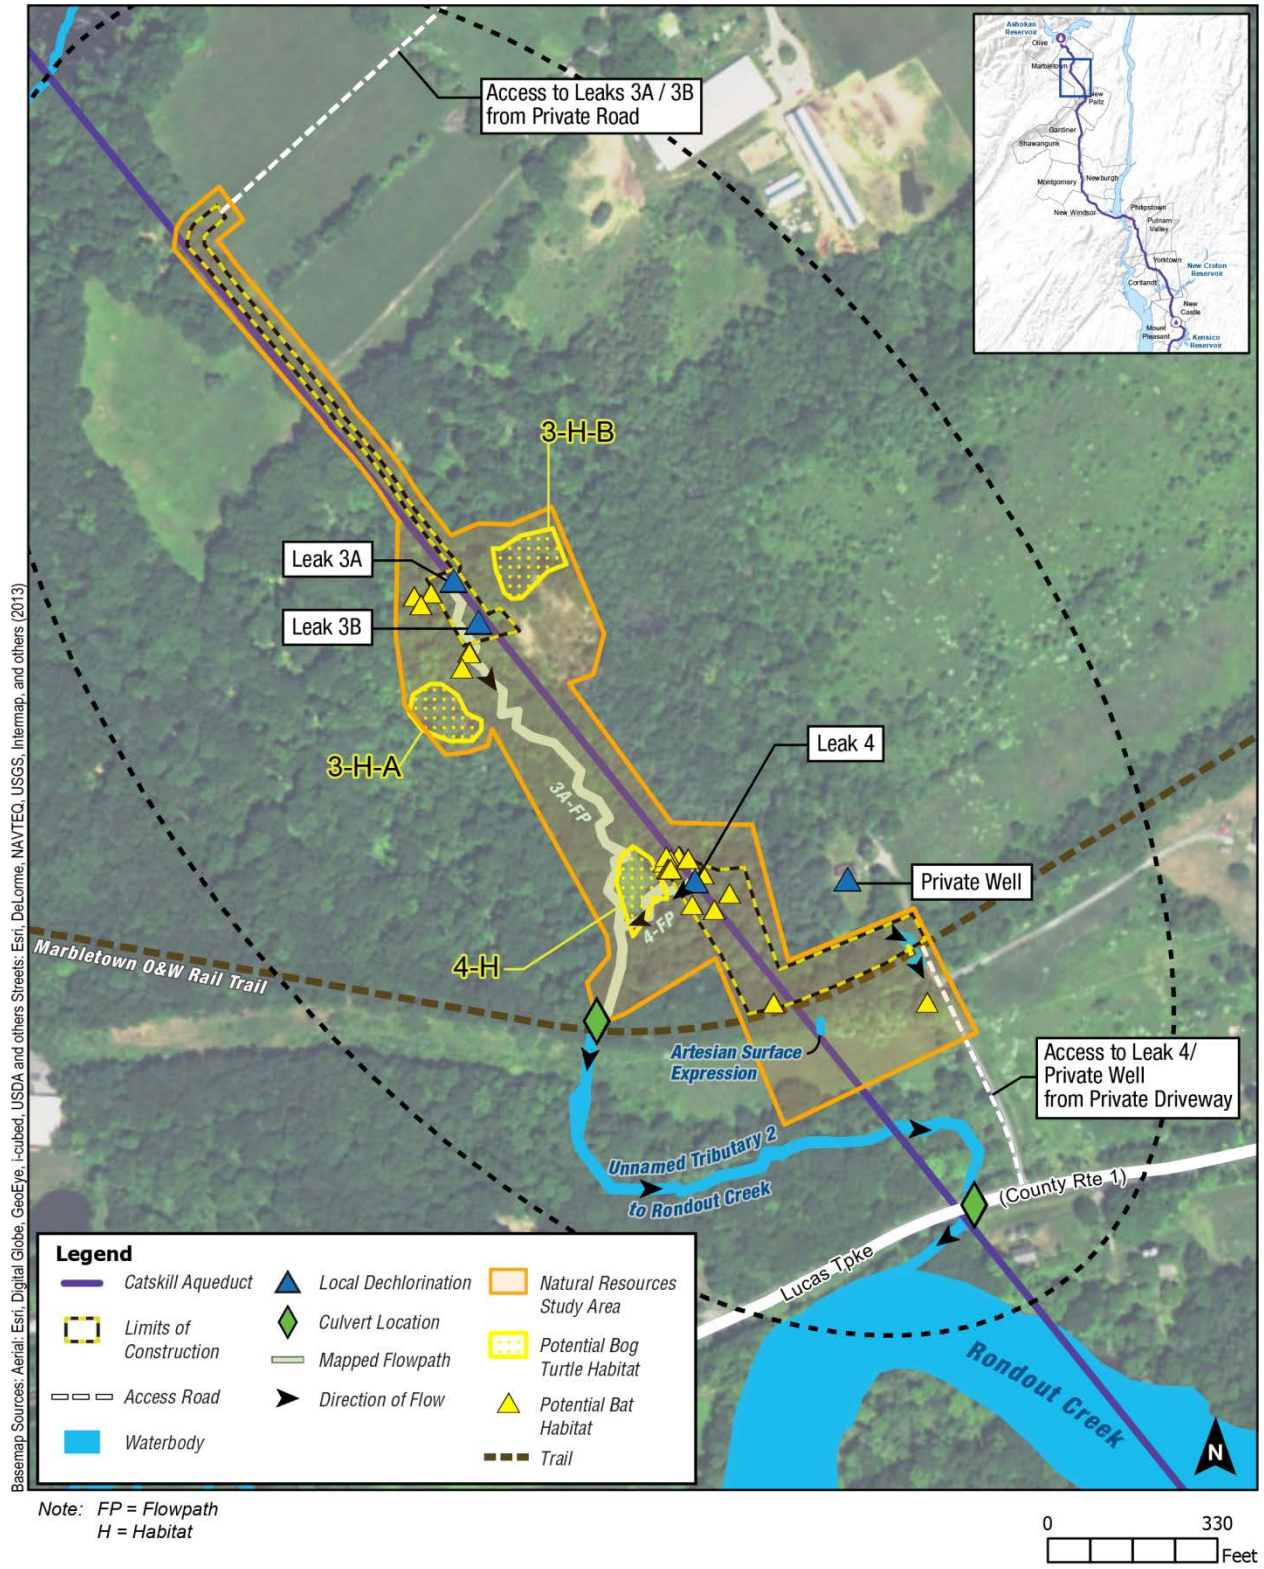 Access to Leaks 3A / 3B
from Private Road
Ashokan
Reservoir
Olive
Marbletown
New
Paltz
Gardiner
Shawangunk
Montgomery
Newburgh
New Windsor
Philipstown
Putnam
Valley
Yorktown
New Croton
Reservoir
Cortlandt
New
Castle
Mount
Pleasant
Kensico
Reservoir
3-H-B
Leak 3A
Leak 3B
3-H-A
3A-FP
Leak 4
Private Well
4-FP
4-H
Marbletown O&W Rail Trail
Artesian Surface
Expression
Access to Leak 4/
Private Well
from Private Driveway
Unnamed Tributary 2
to Rondout Creek
(County Rte 1)
Lucas Tpke
Rondout Creek
N
Legend
Catskill Aqueduct
Limits of
Construction
Access Road
Waterbody
Local Dechlorination
Culvert Location
Mapped Flowpath
Direction of Flow
Natural Resources
Study Area
Potential Bog
Turtle Habitat
Potential Bat
Habitat
Trail
Basemap Sources: Aerial: Esri, Digital Globe, GeoEye, i-cubed, USDA and others Streets: Esri, DeLorme, NAVTEQ, USGS, Intermap, and others (2013)
Note: FP = Flowpath
H = Habitat
0 330
Feet